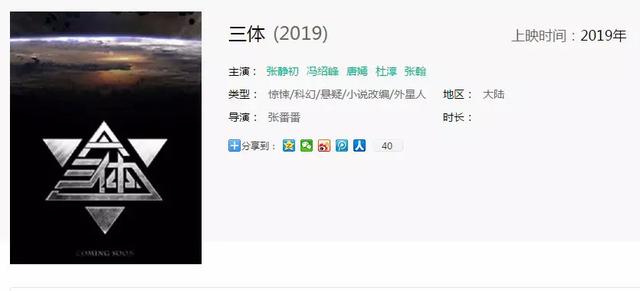 三体 (2019)
上映时间：2019年
主演： 张静初 冯绍峰 唐嫣 杜淳 张翰
类型： 惊悚/科幻/悬疑/小说改编/外星人 地区： 大陆
导演： 张番番 时长：
分享到： 40
三体
COMING SOON